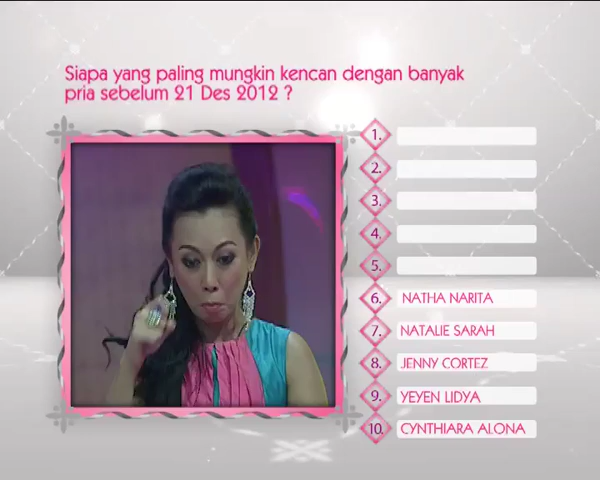 Siapa yang paling mungkin kencan dengan banyak
pria sebelum 21 Des 2012 ?
1.
2.
3.
4.
5.
6. NATHA NARITA
7. NATALIE SARAH
8. JENNY CORTEZ
9. YEYEN LIDYA
10. CYNTHIARA ALONA